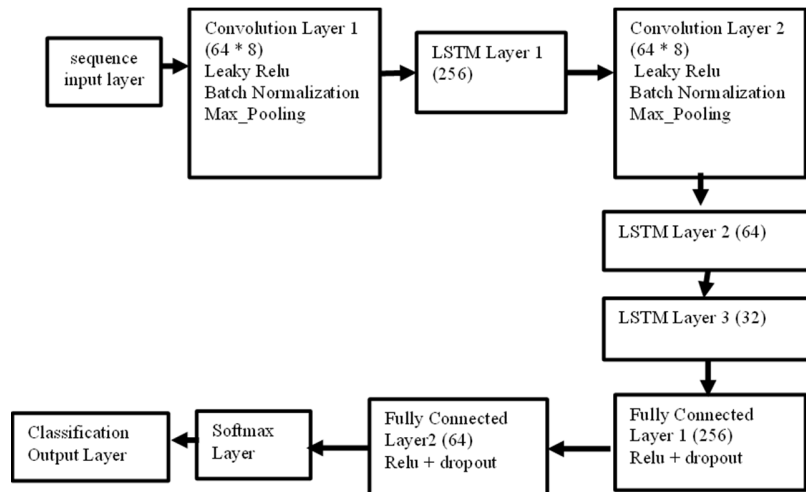 sequence
input layer
Convolution Layer 1
(64 * 8)
Leaky Relu
Batch Normalization
Max_Pooling
LSTM Layer 1
(256)
Convolution Layer 2
(64 * 8)
Leaky Relu
Batch Normalization
Max_Pooling
LSTM Layer 2 (64)
LSTM Layer 3 (32)
Fully Connected
Layer 1 (256)
Relu + dropout
Fully Connected
Layer2 (64)
Relu + dropout
Softmax
Layer
Classification
Output Layer